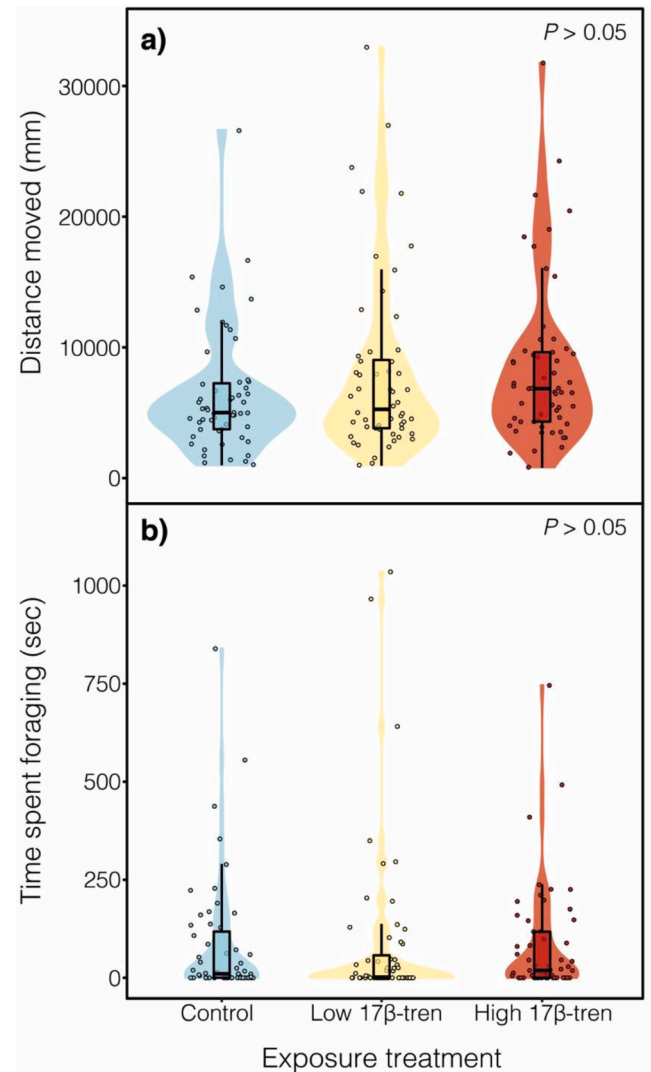 a)
P > 0.05
Distance moved (mm)
30000
20000
10000
0
b)
P > 0.05
Time spent foraging (sec)
1000
750
500
250
0
Control Low 17β-tren High 17β-tren
Exposure treatment